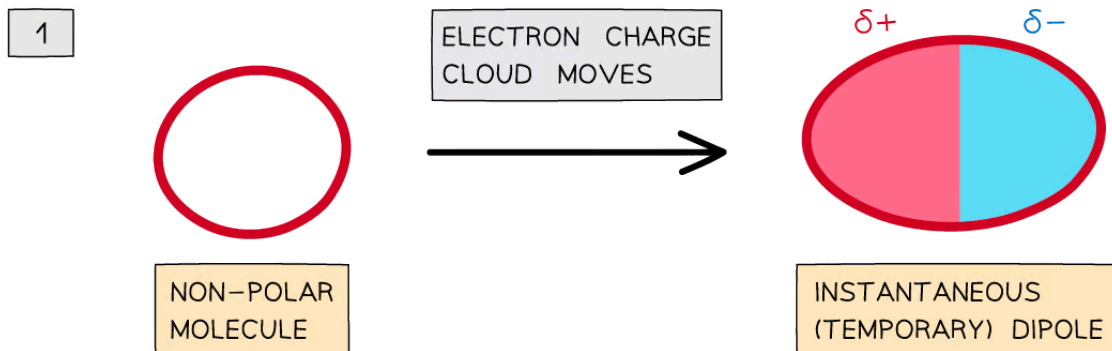 1
ELECTRON CHARGE
CLOUD MOVES
δ+ δ−
NON-POLAR
MOLECULE
INSTANTANEOUS
(TEMPORARY) DIPOLE